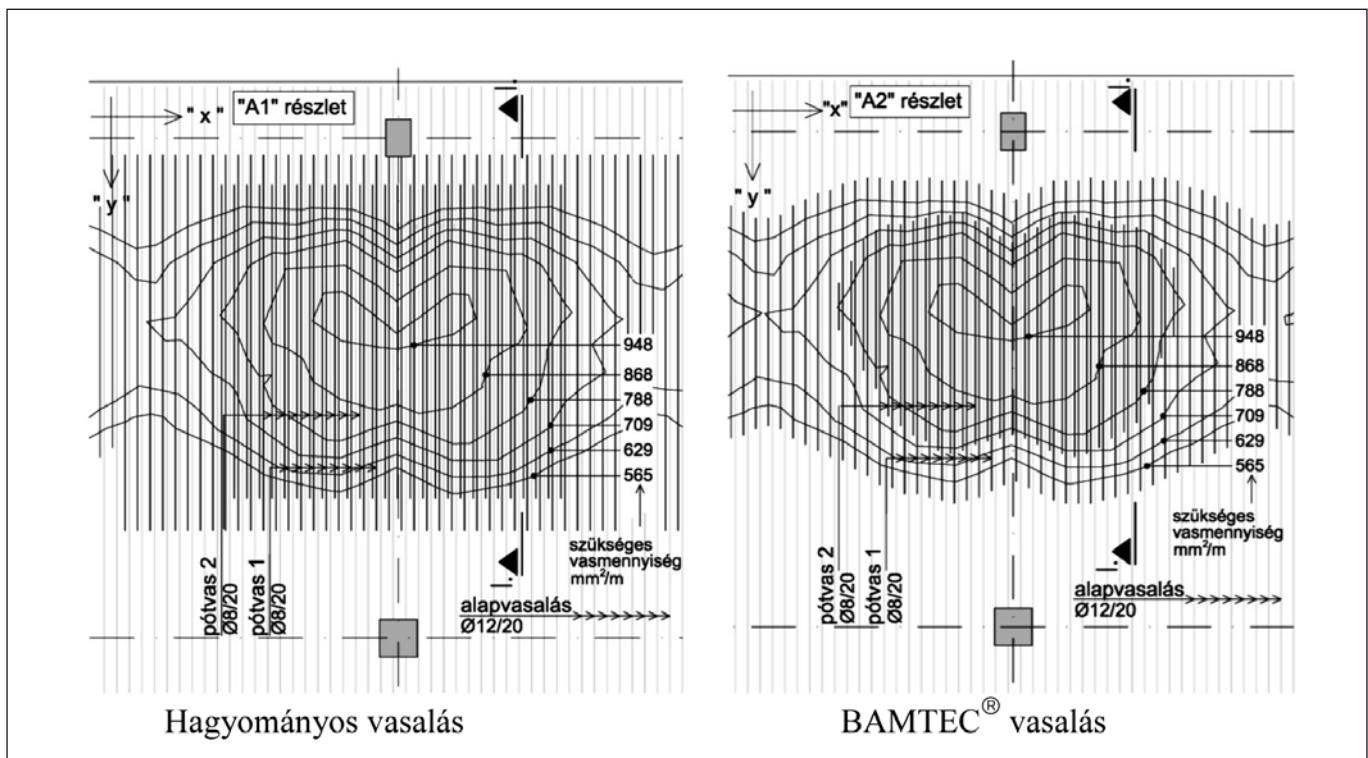 " x "
"A1" részlet
" y "
948
868
788
709
629
565
szükséges
vasmennyiség
mm²/m
pótvas 2
Ø8/20
pótvas 1
Ø8/20
alapvasalás
Ø12/20
Hagyományos vasalás
"x"
"A2" részlet
" y "
948
868
788
709
629
565
szükséges
vasmennyiség
mm²/m
pótvas 2
Ø8/20
pótvas 1
Ø8/20
alapvasalás
Ø12/20
BAMTEC® vasalás